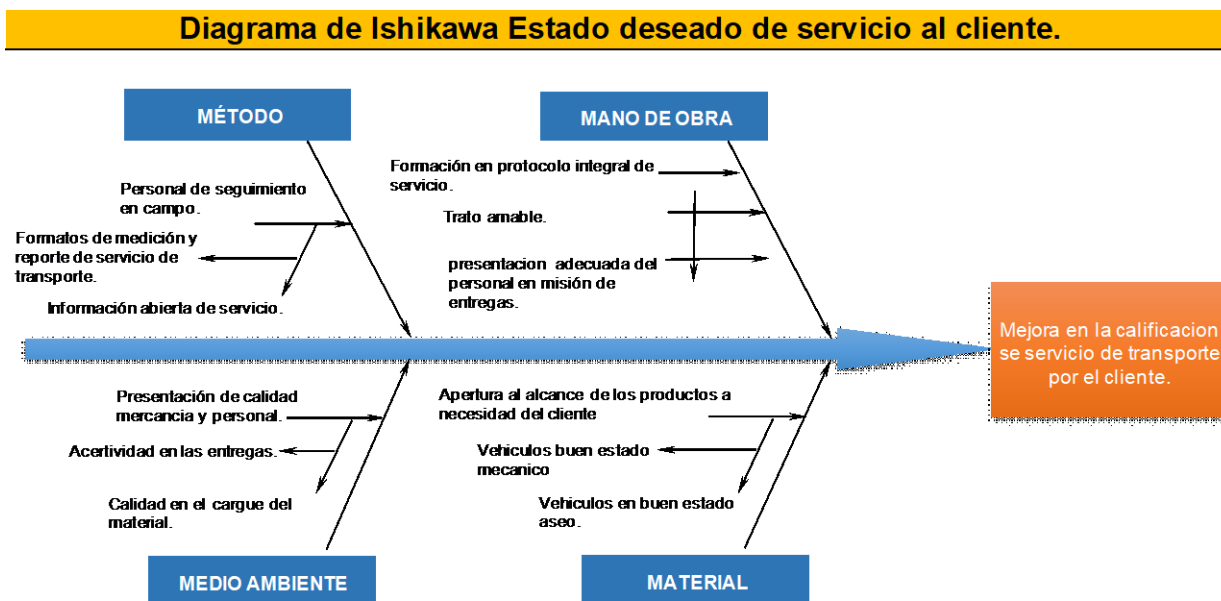 Diagrama de Ishikawa Estado deseado de servicio al cliente.
MÉTODO
MANO DE OBRA
Personal de seguimiento
en campo.
Formatos de medición y
reporte de servicio de
transporte.
Información abierta de servicio.
Formación en protocolo integral de
servicio.
Trato amable.
presentacion adecuada del
personal en misión de
entregas.
Mejora en la calificacion
se servicio de transporte
por el cliente.
Presentación de calidad
mercancia y personal.
Acertividad en las entregas.
Calidad en el cargue del
material.
Apertura al alcance de los productos a
necesidad del cliente
Vehiculos buen estado
mecanico
Vehiculos en buen estado
aseo.
MEDIO AMBIENTE
MATERIAL